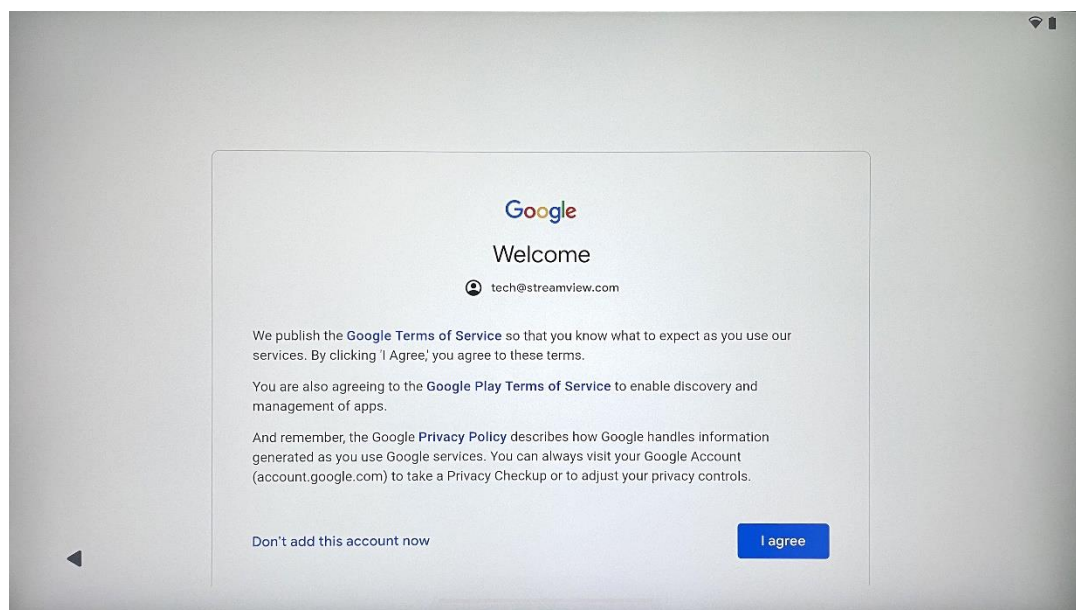 Google
Welcome
tech@streamview.com
We publish the Google Terms of Service so that you know what to expect as you use our
services. By clicking 'I Agree,' you agree to these terms.
You are also agreeing to the Google Play Terms of Service to enable discovery and
management of apps.
And remember, the Google Privacy Policy describes how Google handles information
generated as you use Google services. You can always visit your Google Account
(account.google.com) to take a Privacy Checkup or to adjust your privacy controls.
Don't add this account now
I agree